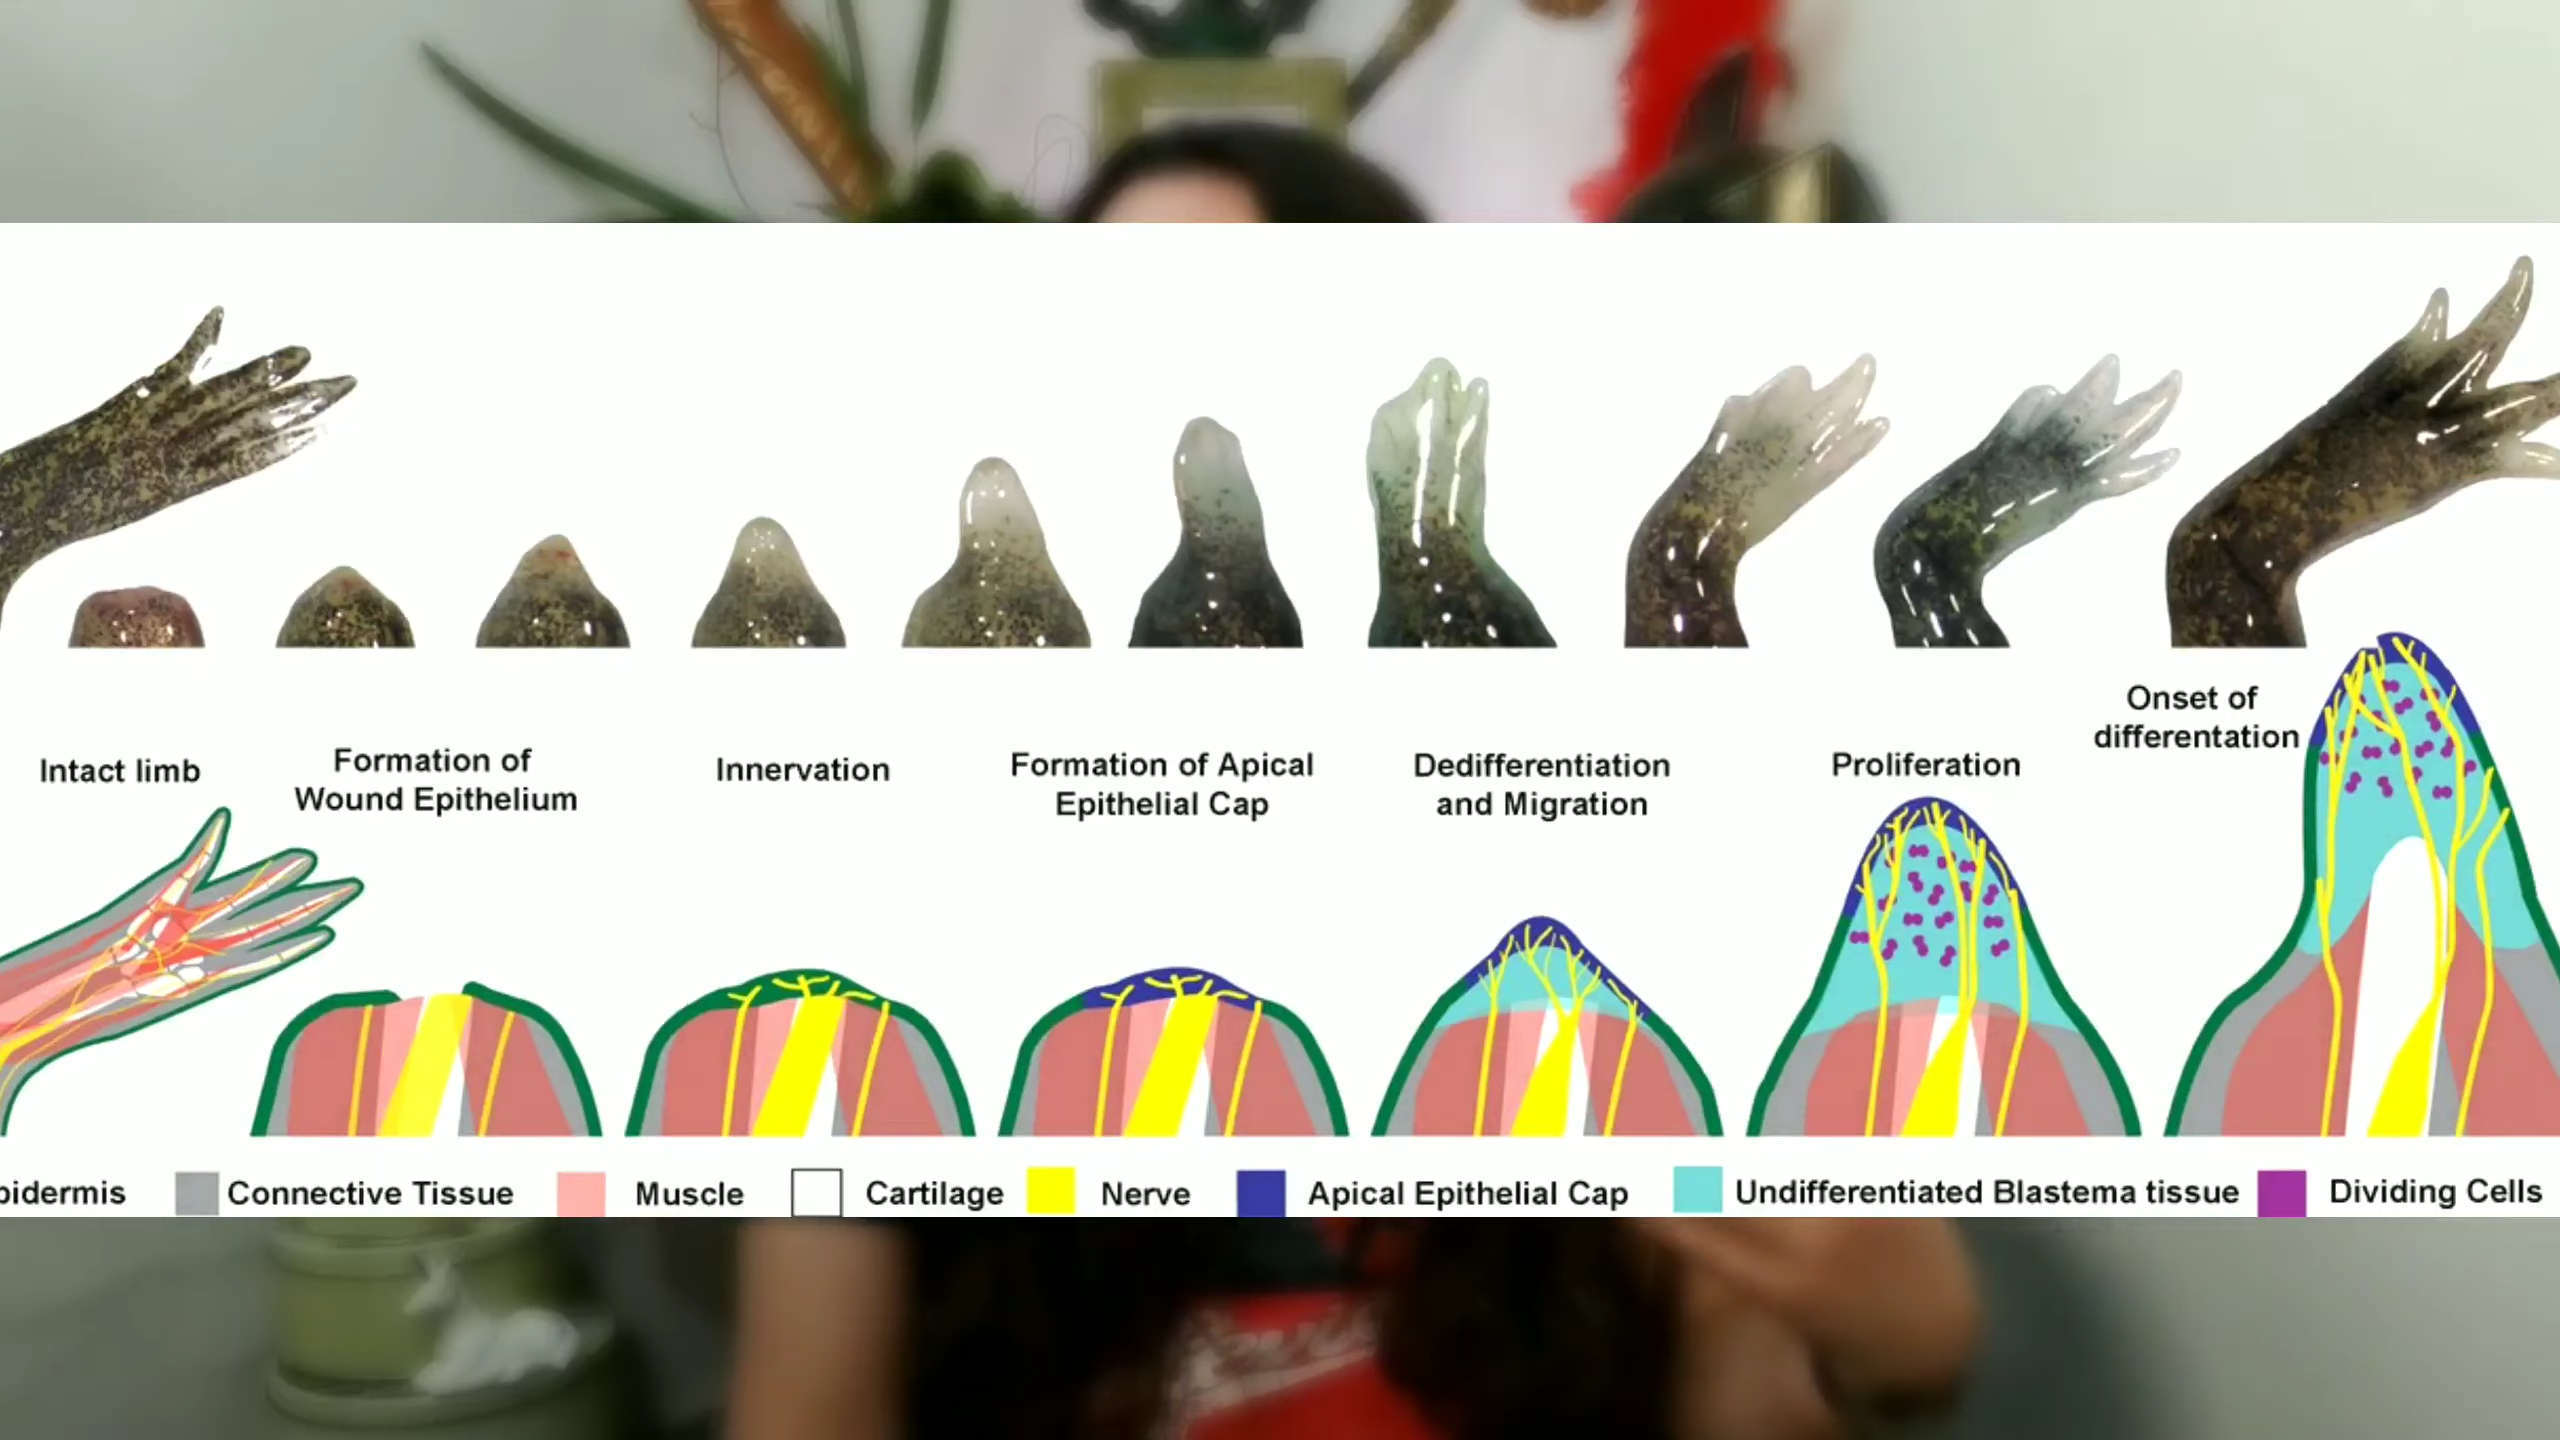 Intact limb
Formation of
Wound Epithelium
Innervation
Formation of Apical
Epithelial Cap
Dedifferentiation
and Migration
Proliferation
Onset of
differentation
pidermis
Connective Tissue
Muscle
Cartilage
Nerve
Apical Epithelial Cap
Undifferentiated Blastema tissue
Dividing Cells